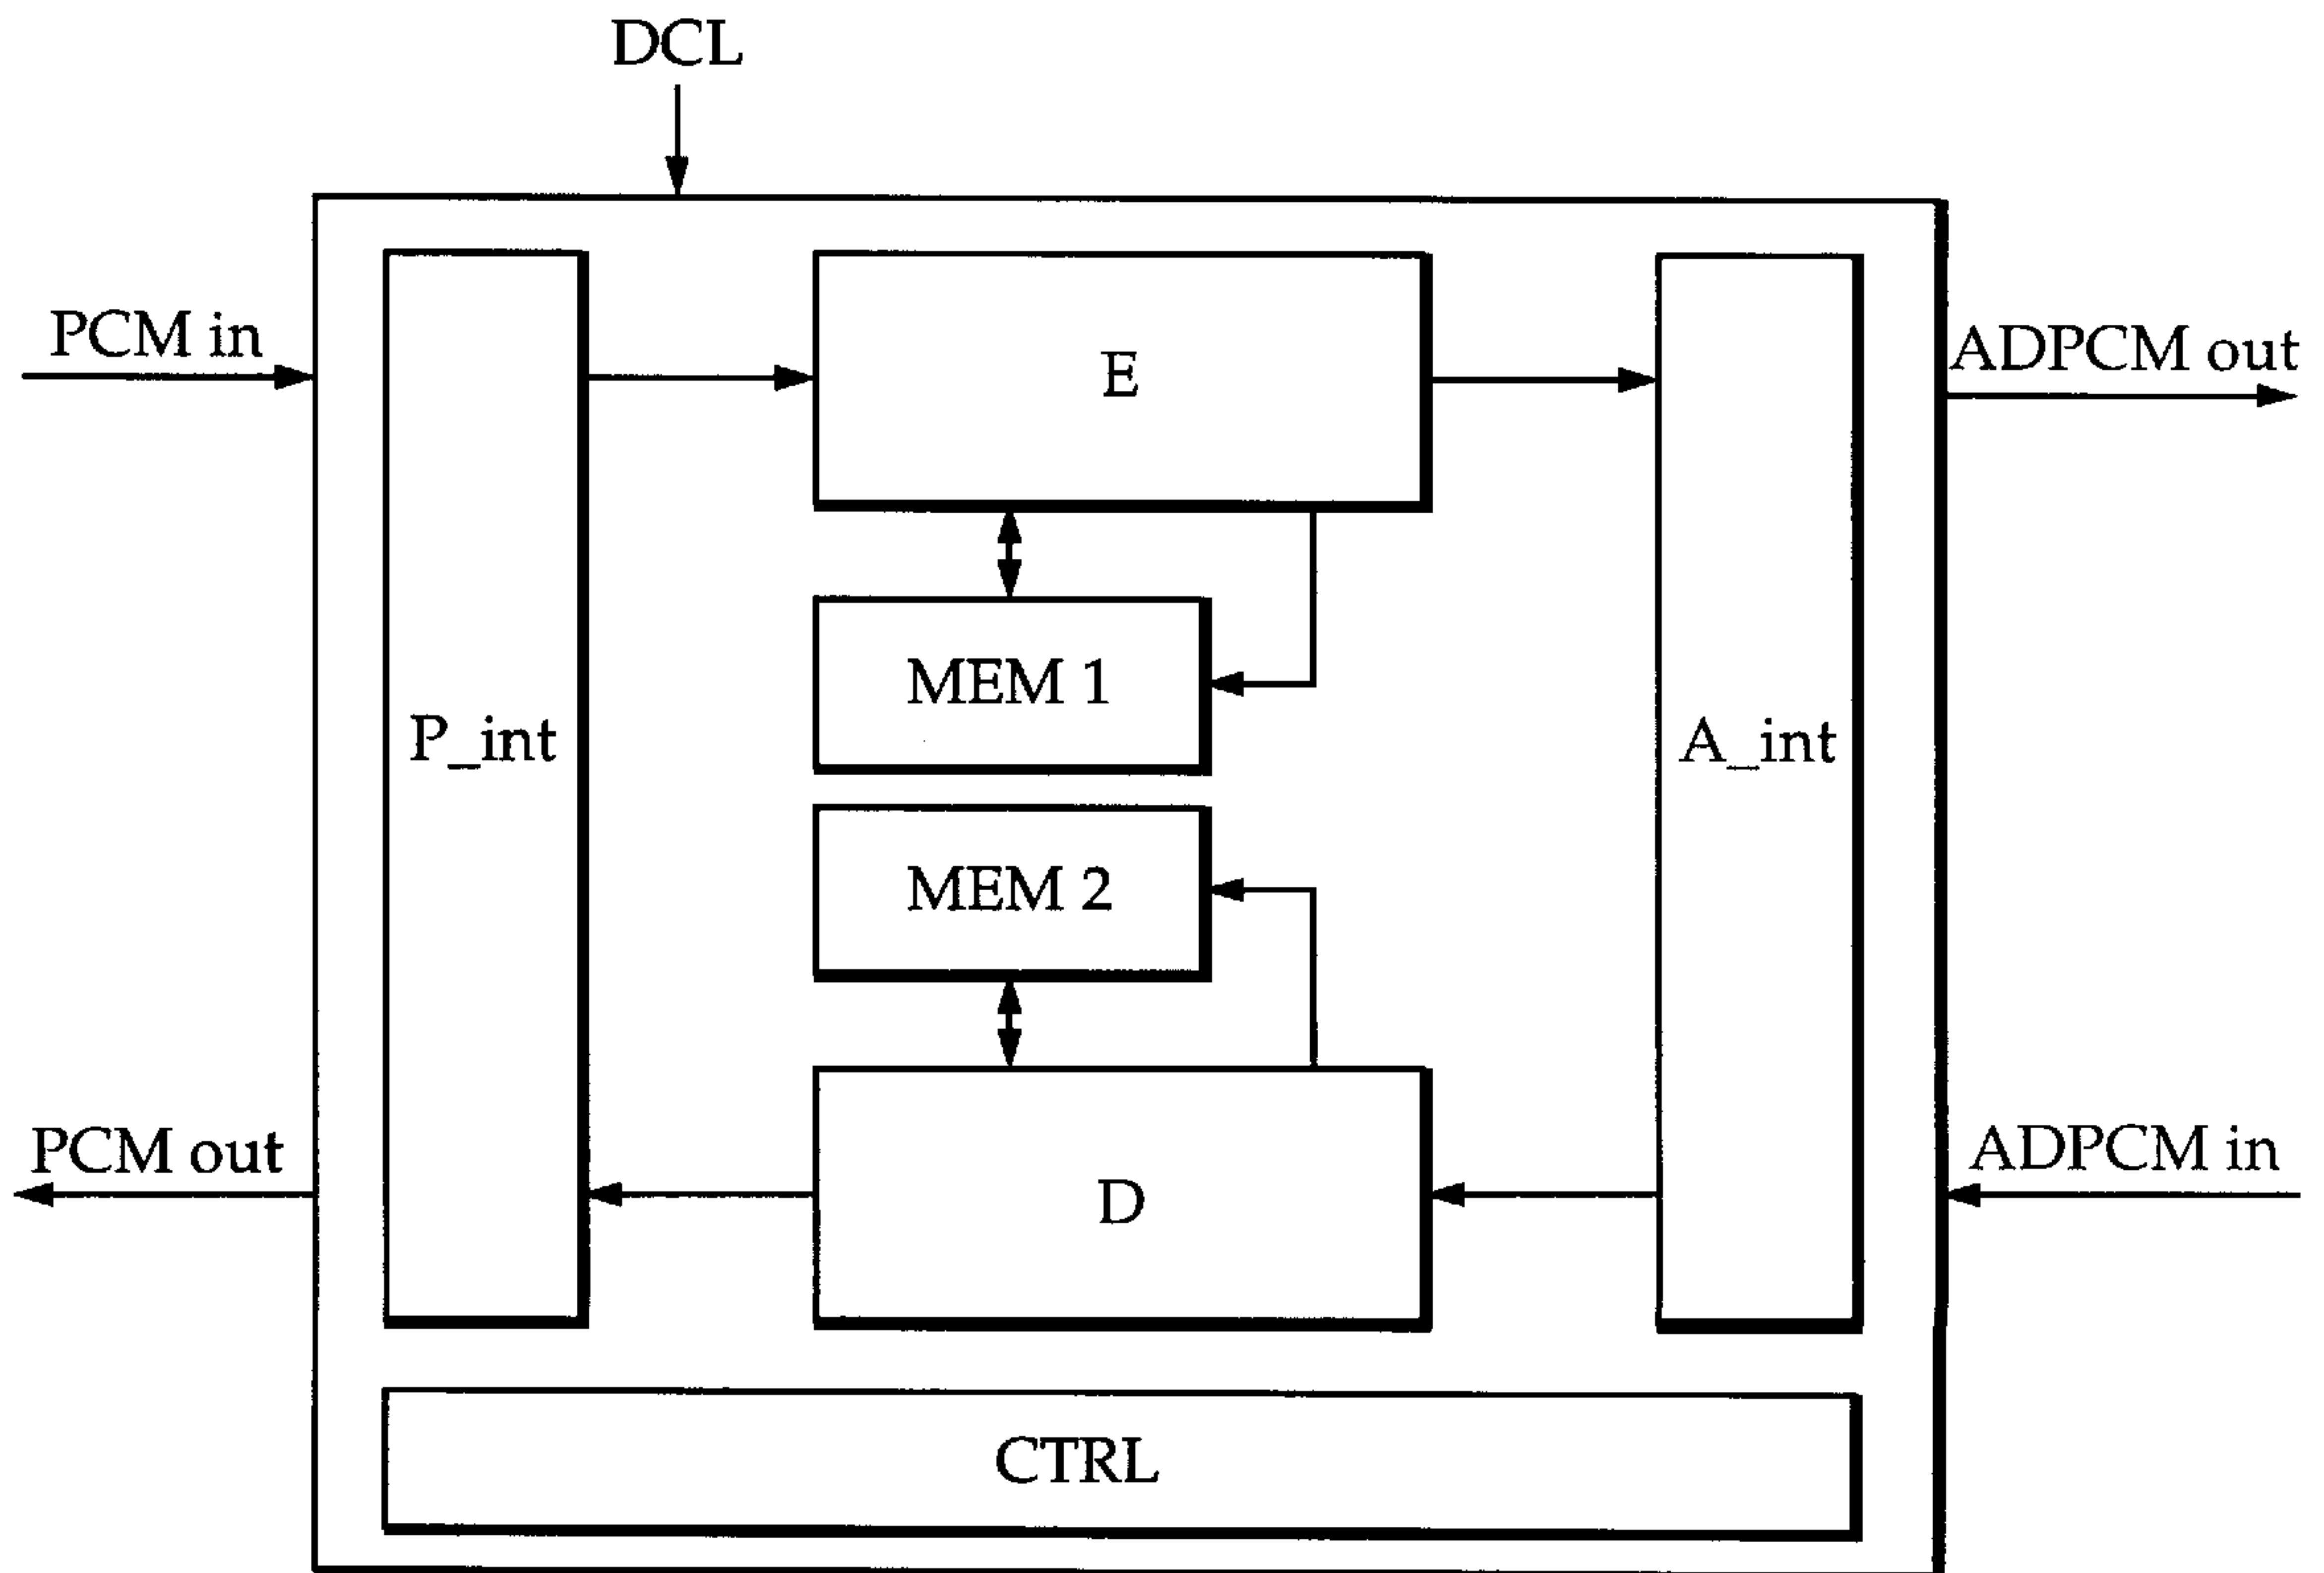 DCL
PCM in
E
ADPCM out
MEM 1
P_int
A_int
MEM 2
PCM out
D
ADPCM in
CTRL